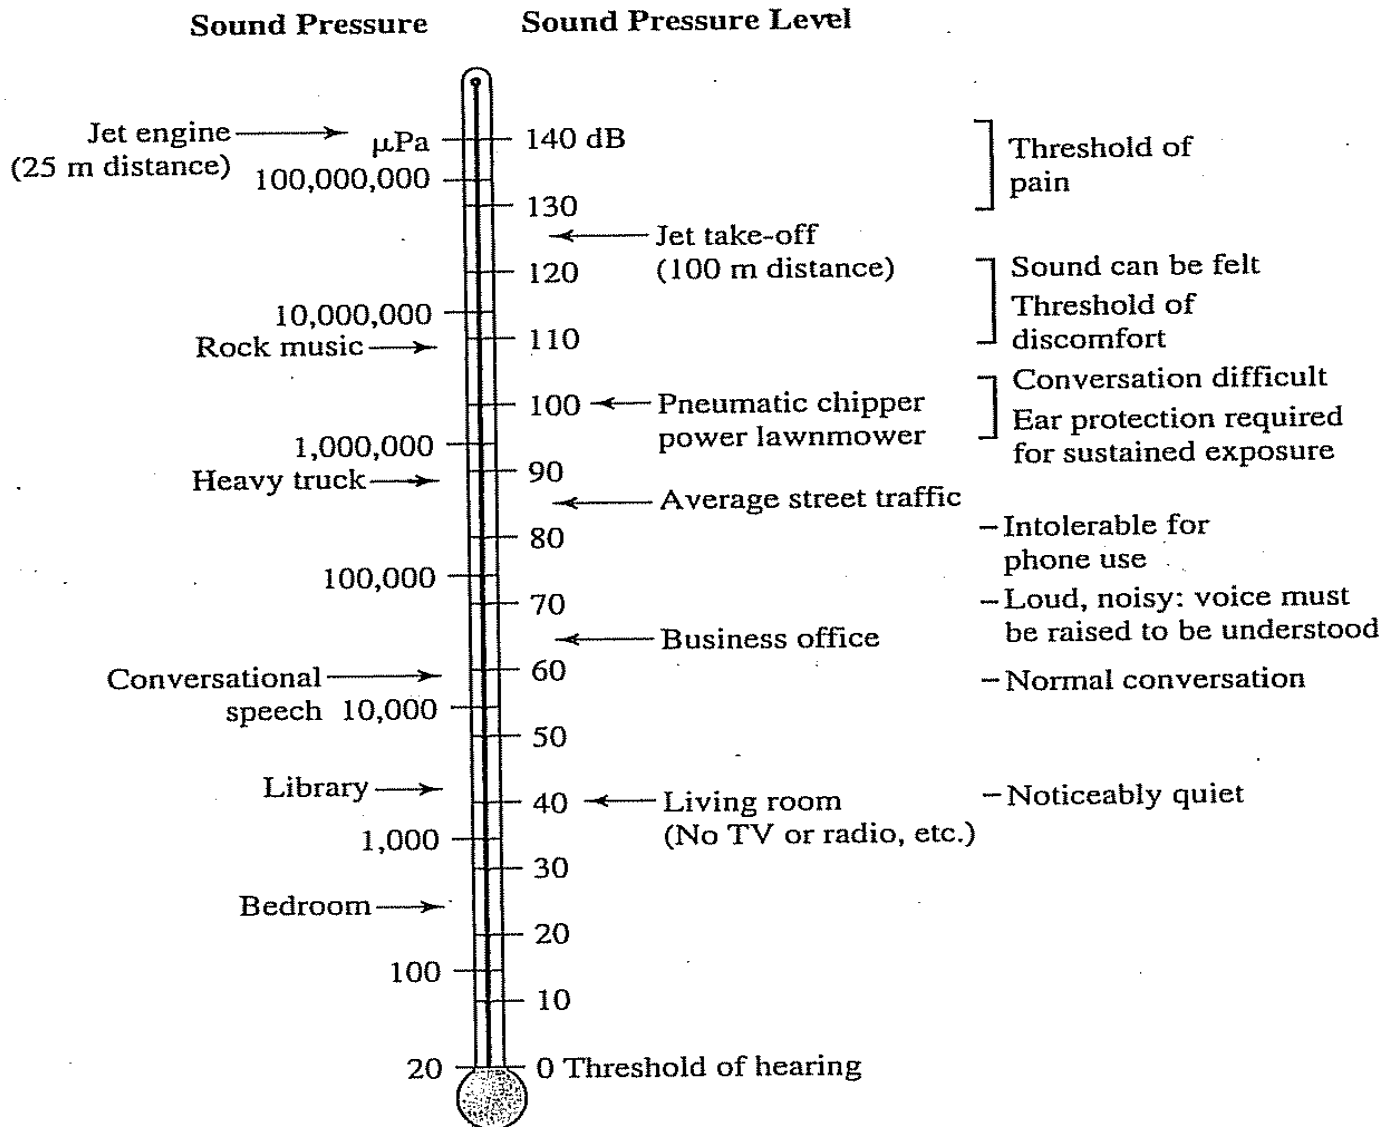 Sound Pressure Sound Pressure Level
Jet engine
(25 m distance)
μPa
140 dB
Threshold of
pain
100,000,000
130
Jet take-off
(100 m distance)
120
Sound can be felt
Threshold of
discomfort
10,000,000
110
Rock music
Conversation difficult
Ear protection required
for sustained exposure
100
Pneumatic chipper
power lawnmower
1,000,000
90
Heavy truck
Average street traffic
80
Intolerable for
phone use
100,000
70
Loud, noisy: voice must
be raised to be understood
Business office
60
Conversational
speech
Normal conversation
10,000
50
Library
40
Living room
(No TV or radio, etc.)
Noticeably quiet
1,000
30
Bedroom
20
100
10
20
0 Threshold of hearing